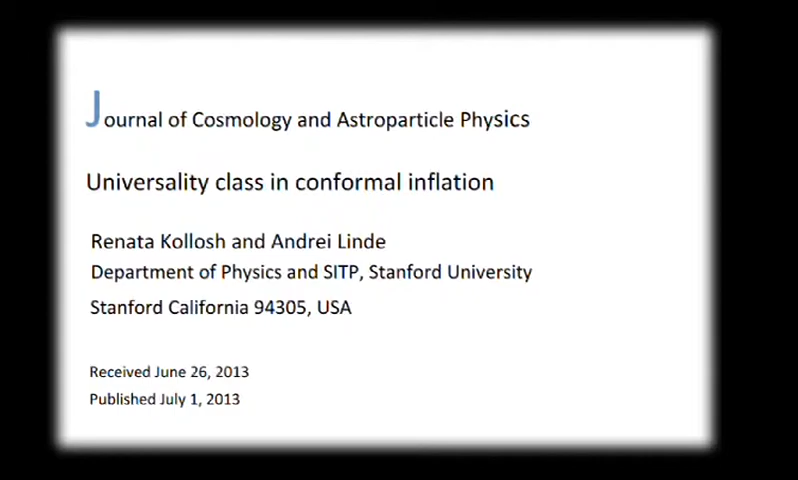 Journal of Cosmology and Astroparticle Physics
Universality class in conformal inflation
Renata Kollosh and Andrei Linde
Department of Physics and SITP, Stanford University
Stanford California 94305, USA
Received June 26, 2013
Published July 1, 2013